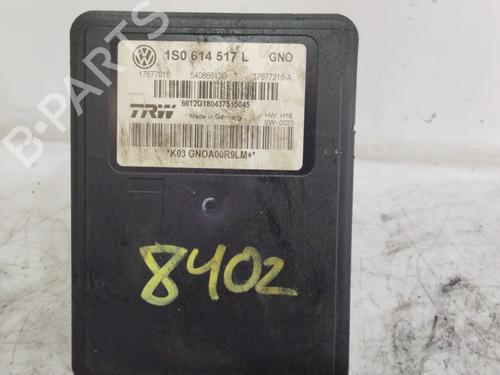 1S0 614 517 L GNO
17677016 54086612G 17677216-A
6612G180437515045
TRW Made in Germany HW: H16
SW: 0023
*K03 GNOA00R9LM+*
8402
B-PARTS